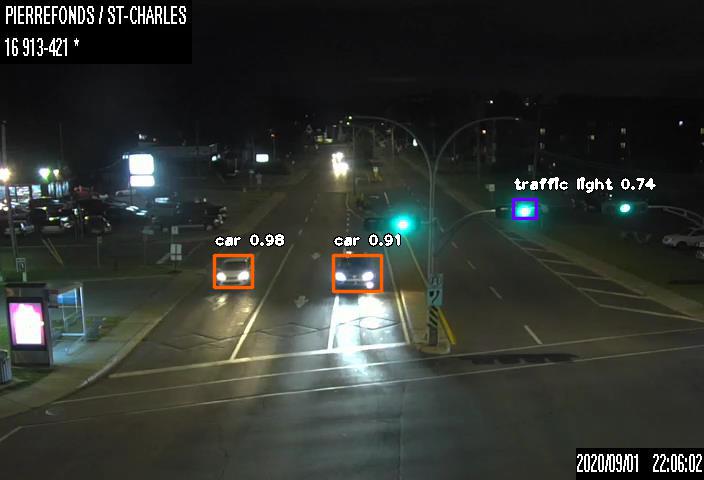 PIERREFONDS / ST-CHARLES
16 913-421 *
traffic light 0.74
car 0.98
car 0.91
2020/09/01 22:06:02